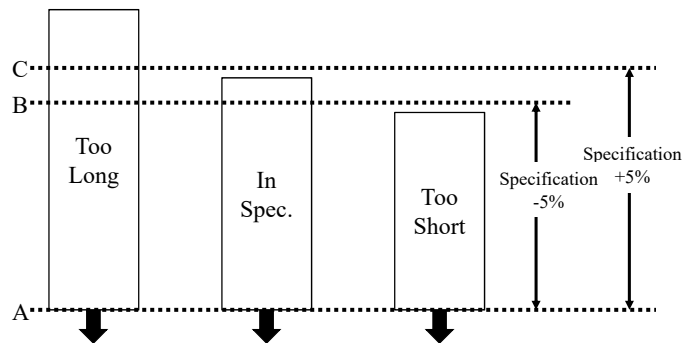 C
B
Too
Long
In
Spec.
Too
Short
Specification
-5%
Specification
+5%
A